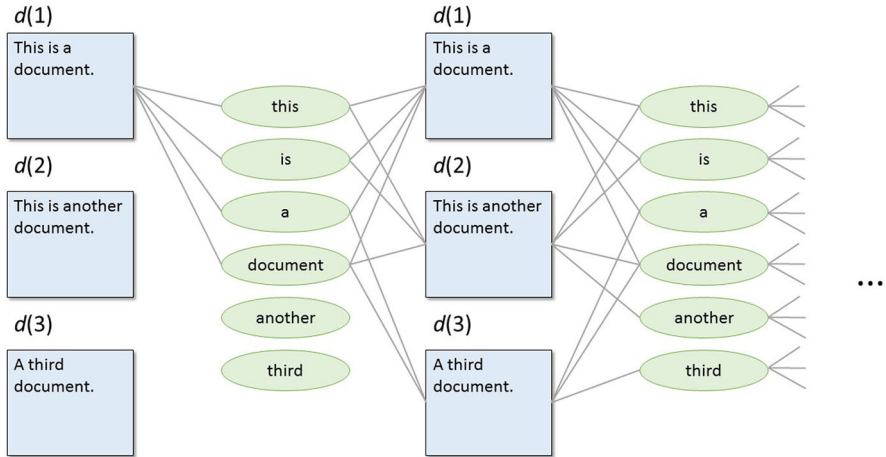 d(1)
This is a
document.
d(2)
This is another
document.
d(3)
A third
document.
this
is
a
document
another
third
d(1)
This is a
document.
d(2)
This is another
document.
d(3)
A third
document.
this
is
a
document
another
third
...